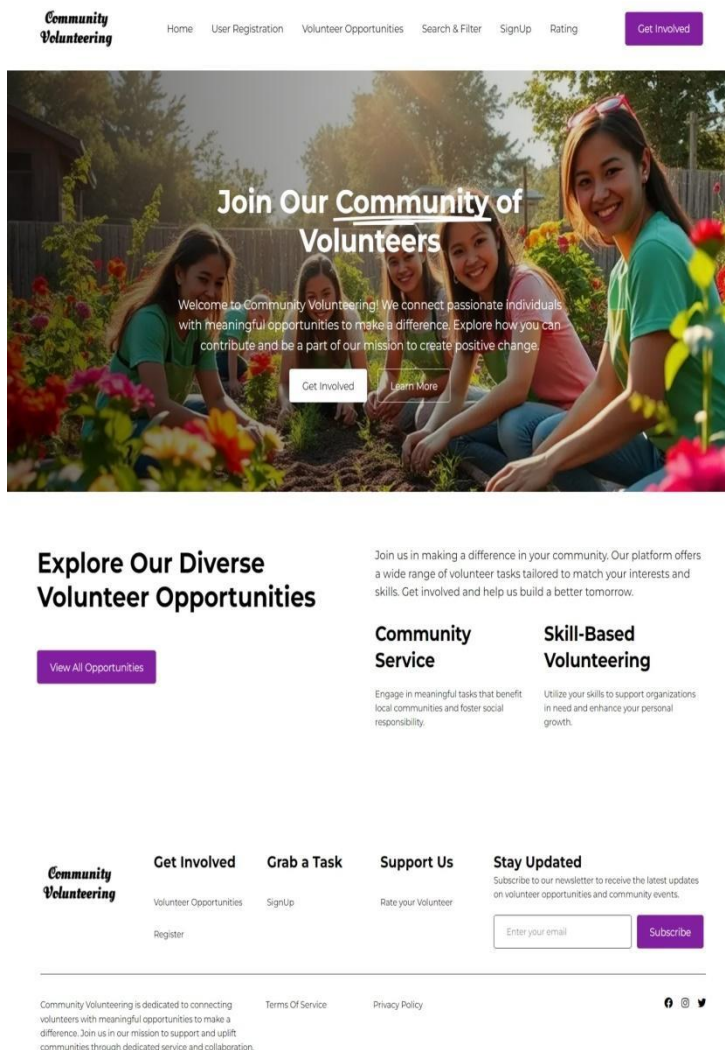 Community
Volunteering
Home
User Registration
Volunteer Opportunities
Search & Filter
SignUp
Rating
Get Involved
Join Our Community of
Volunteers
Welcome to Community Volunteering! We connect passionate individuals
with meaningful opportunities to make a difference. Explore how you can
contribute and be a part of our mission to create positive change.
Get Involved
Learn More
Explore Our Diverse
Volunteer Opportunities
View All Opportunities
Join us in making a difference in your community. Our platform offers
a wide range of volunteer tasks tailored to match your interests and
skills. Get involved and help us build a better tomorrow.
Community
Service
Engage in meaningful tasks that benefit
local communities and foster social
responsibility.
Skill-Based
Volunteering
Utilize your skills to support organizations
in need and enhance your personal
growth.
Community
Volunteering
Get Involved
Volunteer Opportunities
Register
Grab a Task
SignUp
Support Us
Rate your Volunteer
Stay Updated
Subscribe to our newsletter to receive the latest updates
on volunteer opportunities and community events.
Enter your email
Subscribe
Community Volunteering is dedicated to connecting
volunteers with meaningful opportunities to make a
difference. Join us in our mission to support and uplift
communities through dedicated service and collaboration.
Terms Of Service
Privacy Policy